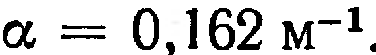 α = 0,162 м⁻¹.